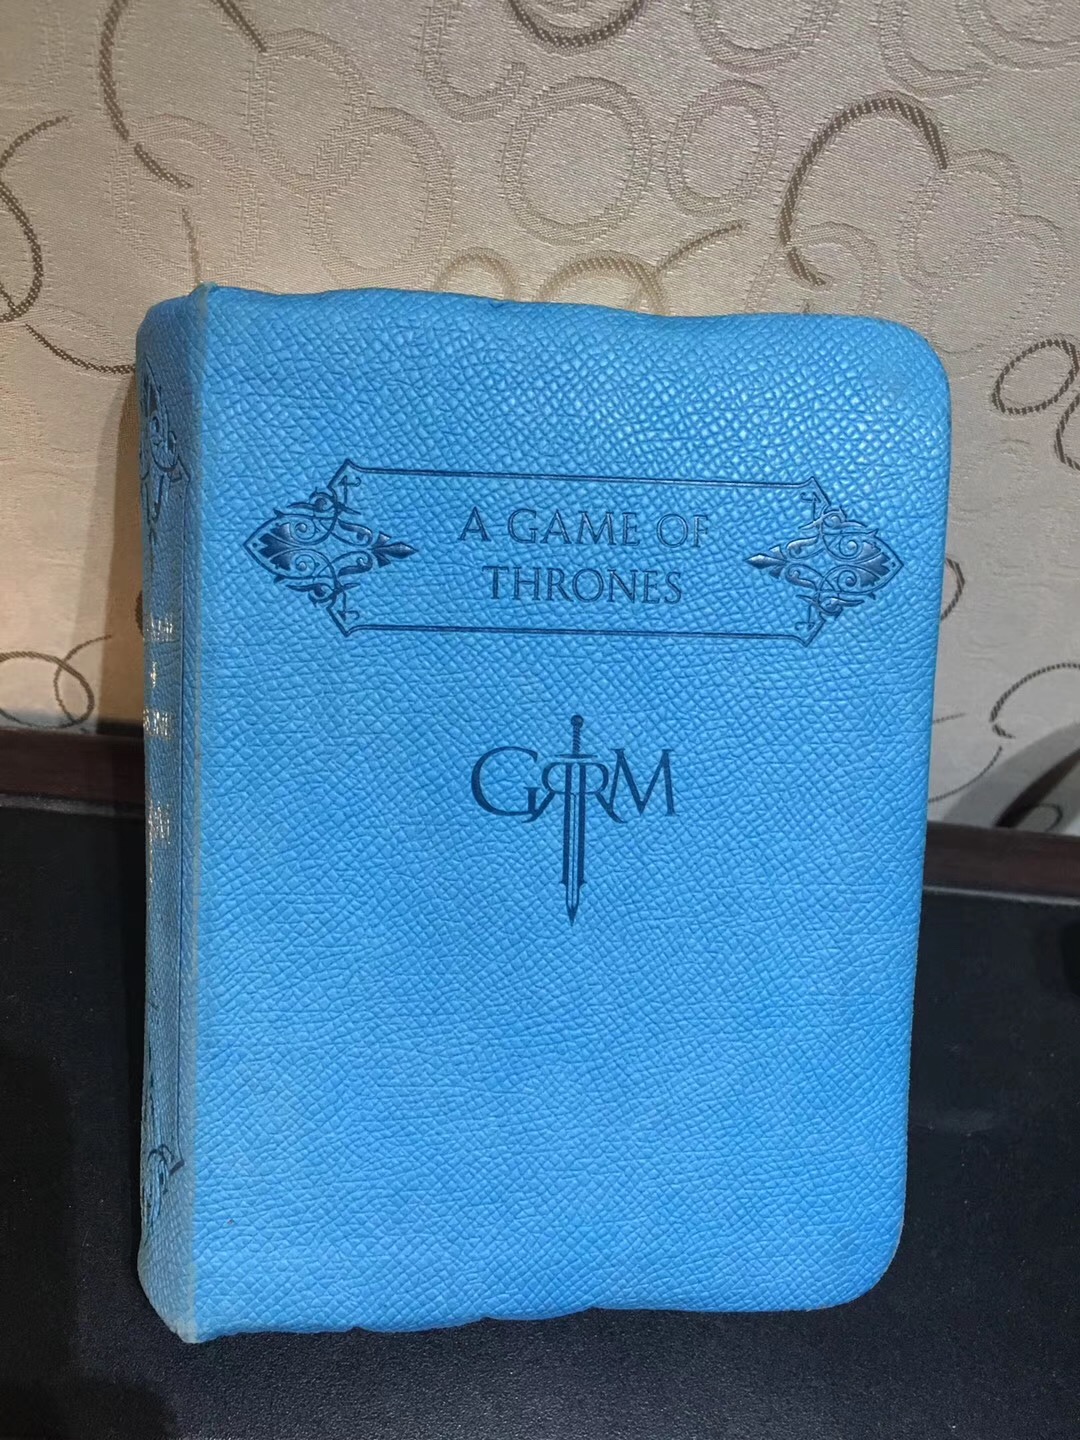 A GAME OF
THRONES
GRRM